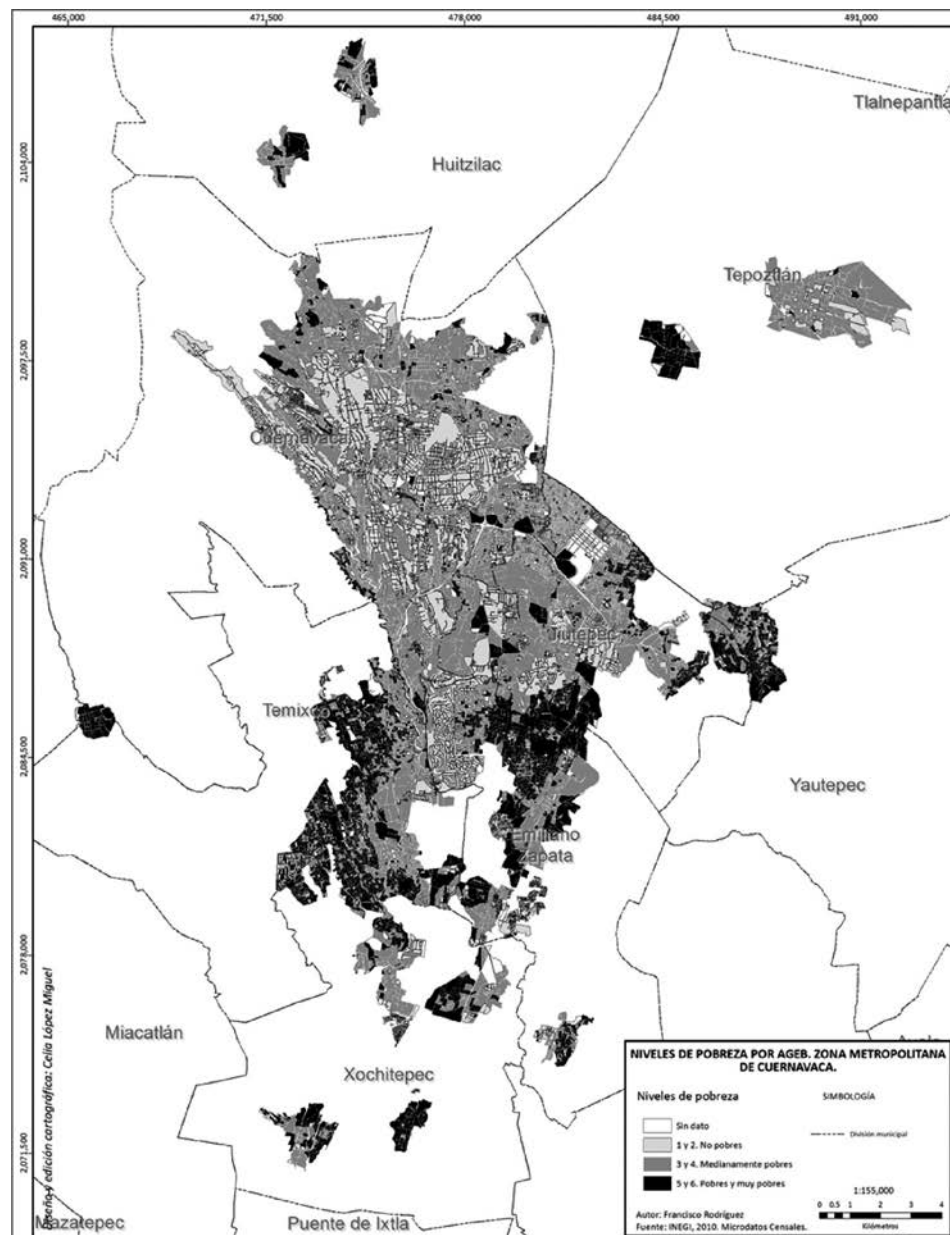 465,000 471,500 478,000 484,500 491,000
Tlalnepantla
2,104,000
Huitzilac
Tepoztlán
2,097,500
Cuernavaca
2,091,000
Jiutepec
Temixco
2,084,500
Yautepec
Emiliano
Zapata
2,078,000
Miacatlán
Xochitepec
2,071,500
Mazatepec
Puente de Ixtla
Diseño y edición cartográfica: Celia López Miguel
NIVELES DE POBREZA POR AGEB. ZONA METROPOLITANA
DE CUERNAVACA.
Niveles de pobreza
SIMBOLOGÍA
Sin dato
1 y 2. No pobres
División municipal
3 y 4. Medianamente pobres
5 y 6. Pobres y muy pobres
1:155,000
0 0.5 1 2 3 4
Kilómetros
Autor: Francisco Rodríguez
Fuente: INEGI, 2010. Microdatos Censales.